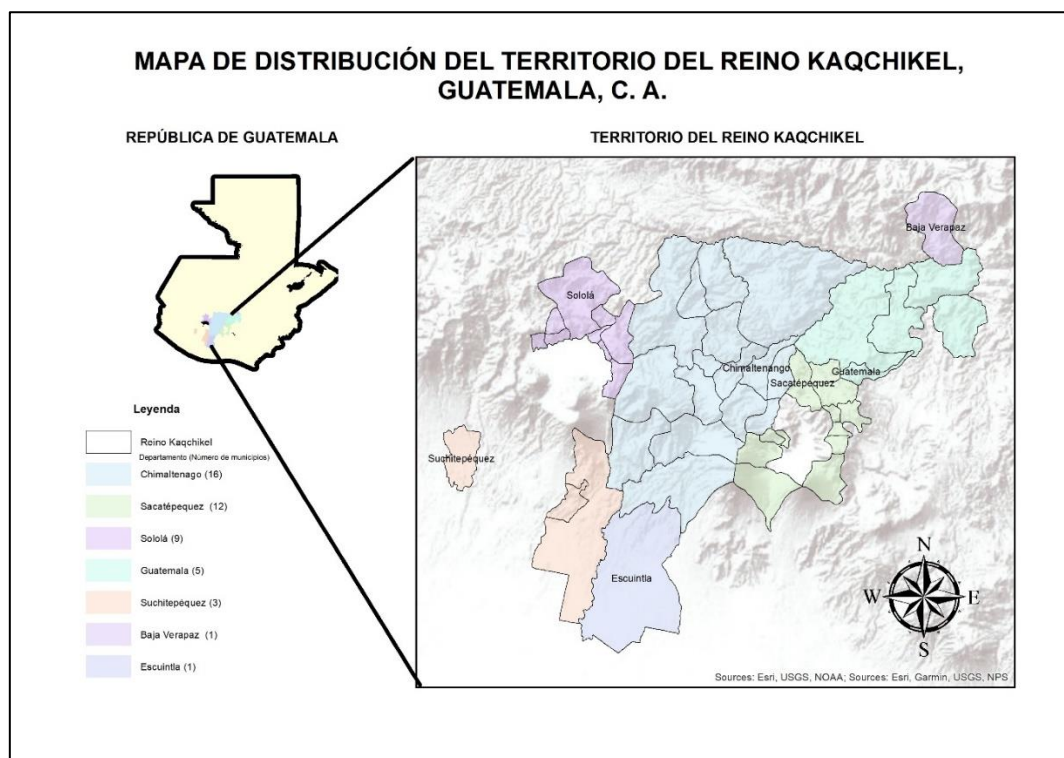 MAPA DE DISTRIBUCIÓN DEL TERRITORIO DEL REINO KAQCHIKEL,
GUATEMALA, C. A.
REPÚBLICA DE GUATEMALA
TERRITORIO DEL REINO KAQCHIKEL
Baja Verapaz
Sololá
Chimaltenango
Guatemala
Sacatepéquez
Suchitepéquez
Escuintla
N
W
E
S
Sources: Esri, USGS, NOAA; Sources: Esri, Garmin, USGS, NPS
Leyenda
Reino Kaqchikel
Departamento (Número de municipios)
Chimaltenago (16)
Sacatépequez (12)
Sololá (9)
Guatemala (5)
Suchitepéquez (3)
Baja Verapaz (1)
Escuintla (1)